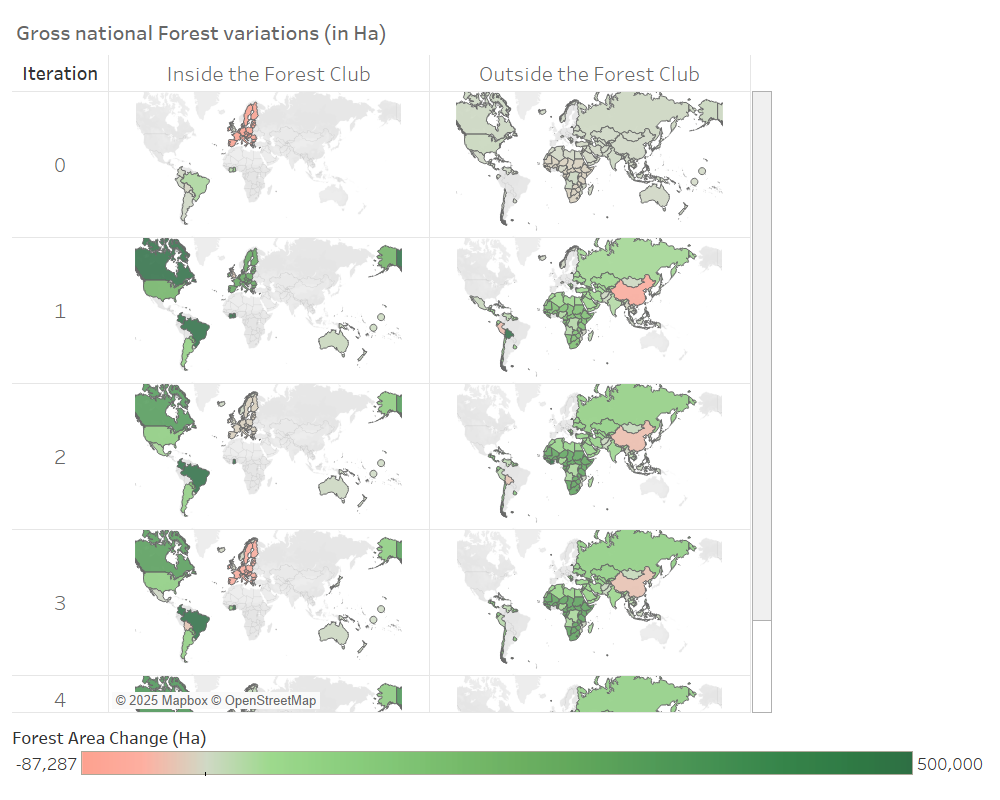 Gross national Forest variations (in Ha)
Iteration Inside the Forest Club Outside the Forest Club
0
1
2
3
4
© 2025 Mapbox © OpenStreetMap
Forest Area Change (Ha)
-87,287 500,000